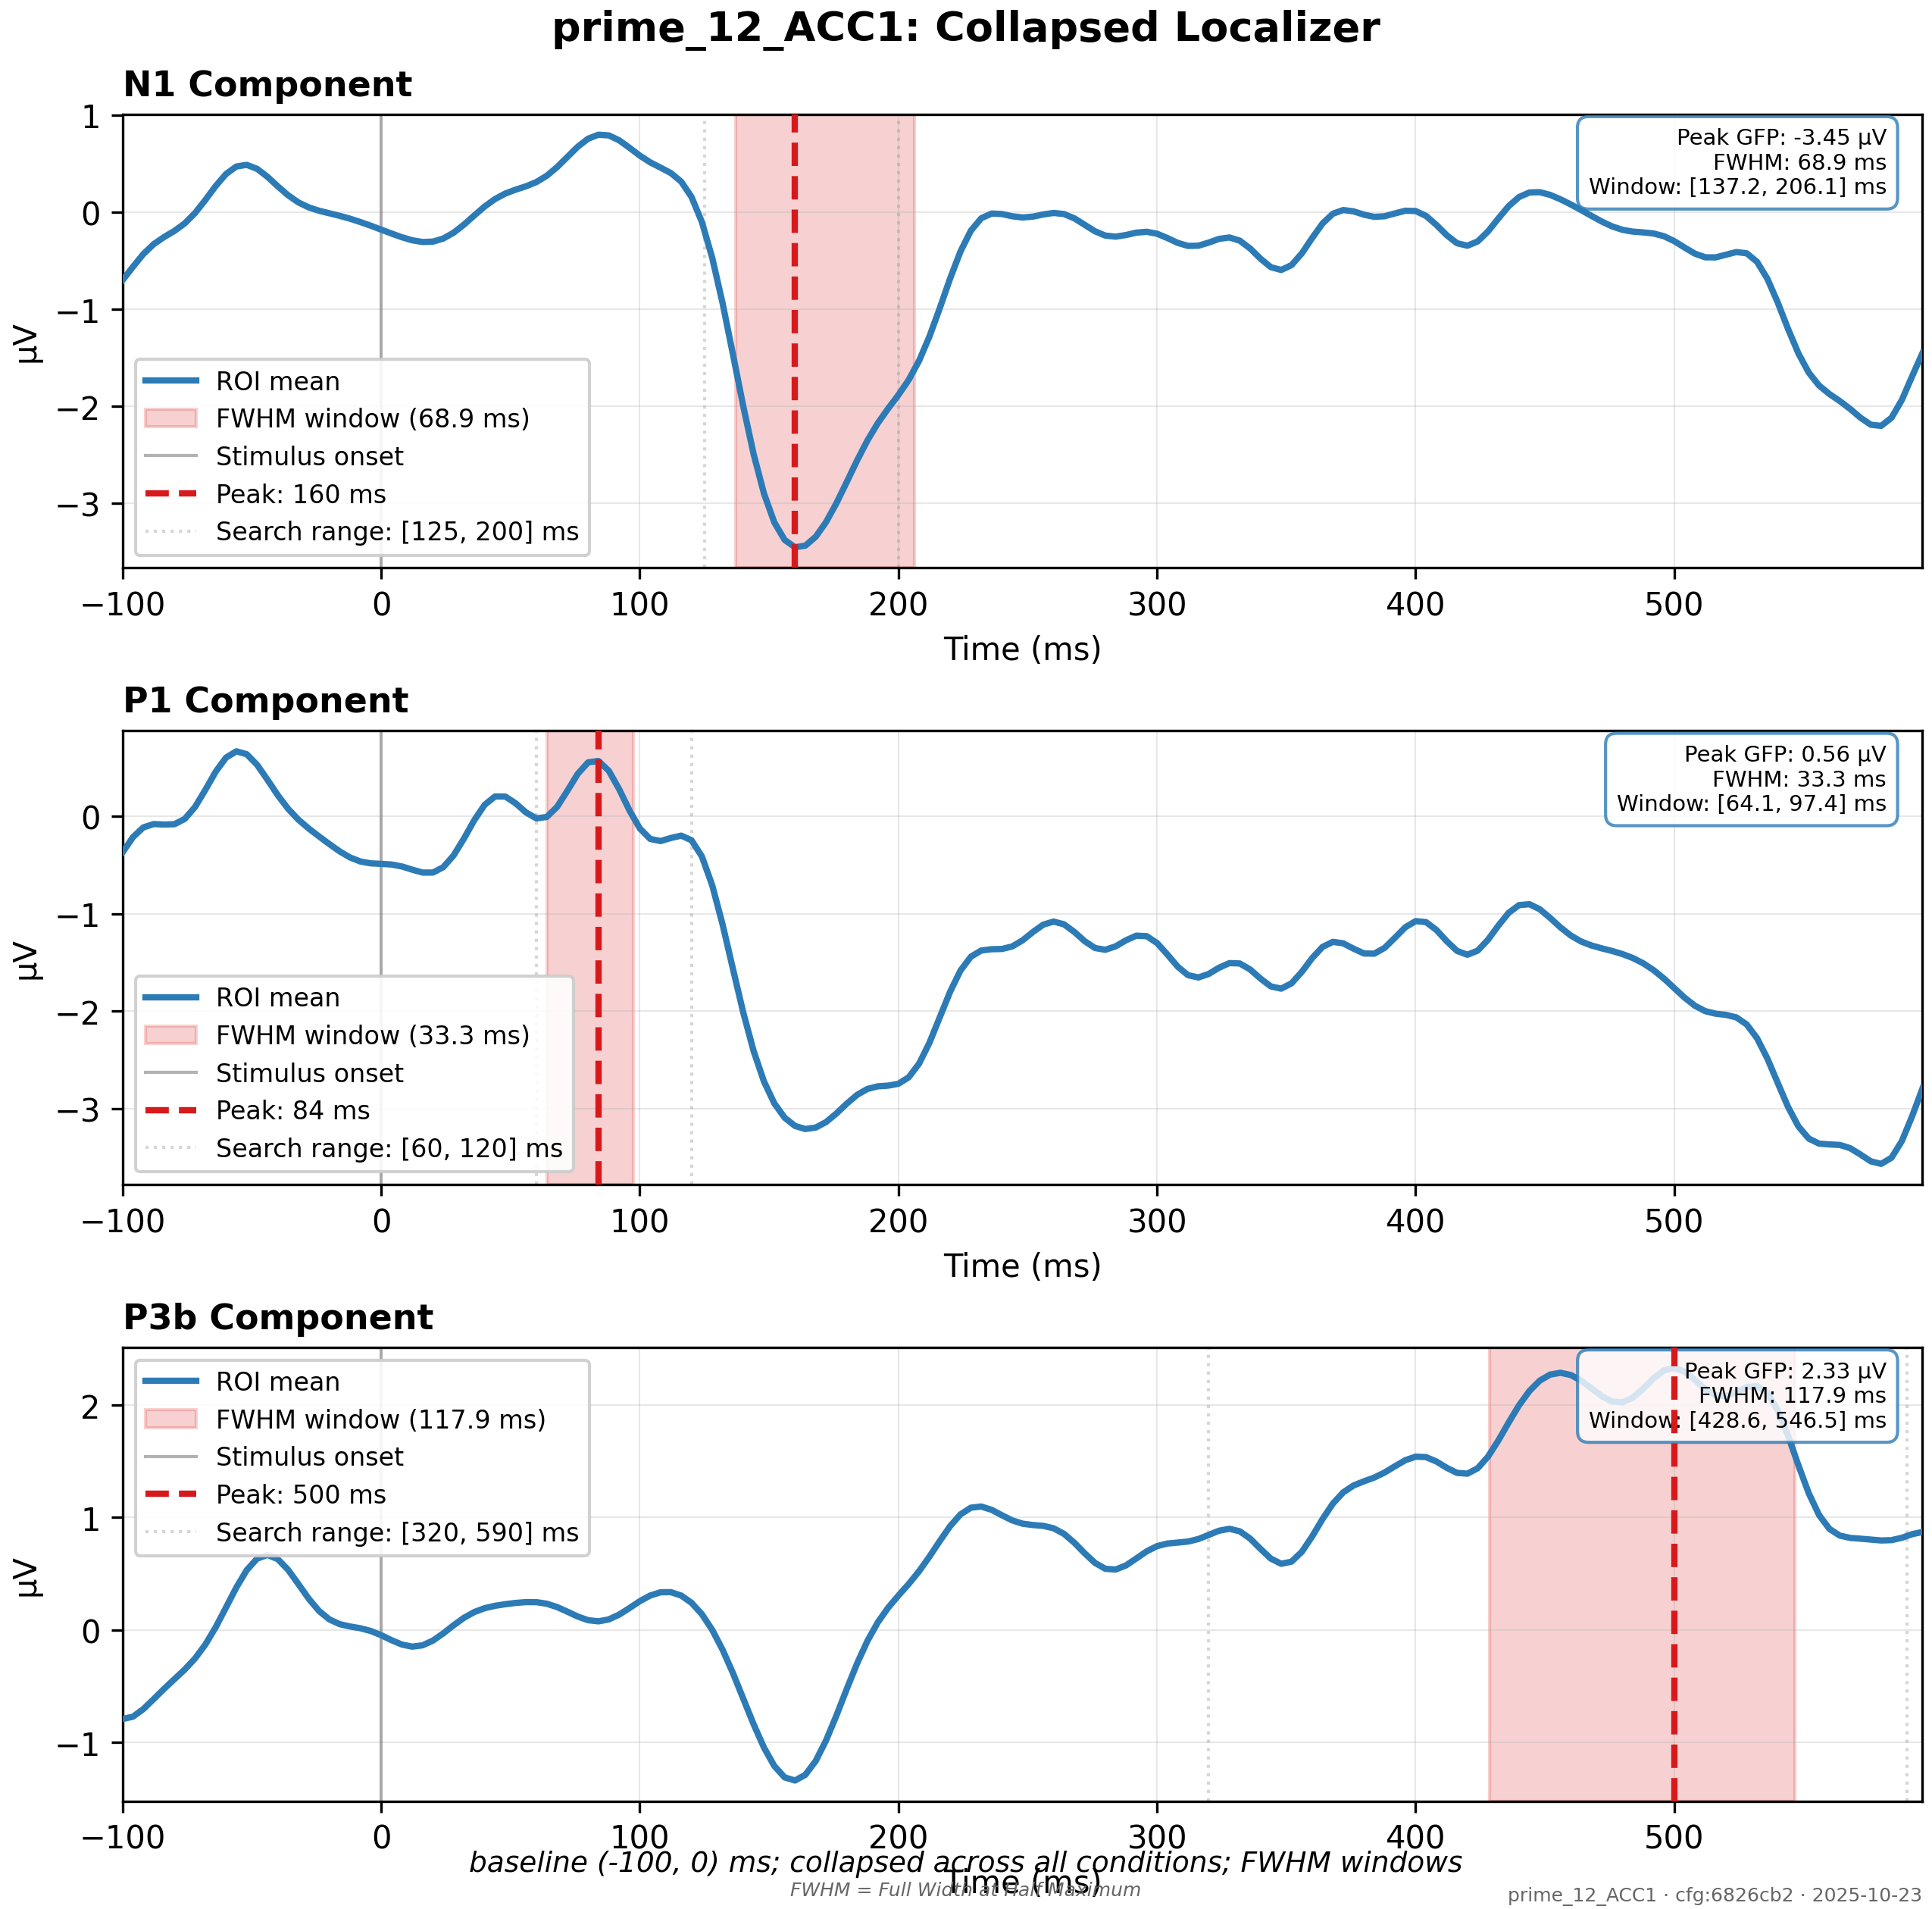 prime_12_ACC1: Collapsed Localizer
N1 Component
1
0
−1
−2
−3
µV
Peak GFP: -3.45 µV
FWHM: 68.9 ms
Window: [137.2, 206.1] ms
ROI mean
FWHM window (68.9 ms)
Stimulus onset
Peak: 160 ms
Search range: [125, 200] ms
−100 0 100 200 300 400 500
Time (ms)
P1 Component
0
−1
−2
−3
µV
Peak GFP: 0.56 µV
FWHM: 33.3 ms
Window: [64.1, 97.4] ms
ROI mean
FWHM window (33.3 ms)
Stimulus onset
Peak: 84 ms
Search range: [60, 120] ms
−100 0 100 200 300 400 500
Time (ms)
P3b Component
2
1
0
−1
µV
ROI mean
FWHM window (117.9 ms)
Stimulus onset
Peak: 500 ms
Search range: [320, 590] ms
Peak GFP: 2.33 µV
FWHM: 117.9 ms
Window: [428.6, 546.5] ms
−100 0 100 200 300 400 500
baseline (-100, 0) ms; collapsed across all conditions; FWHM windows
Time (ms)
FWHM = Full Width at Half Maximum
prime_12_ACC1 · cfg:6826cb2 · 2025-10-23